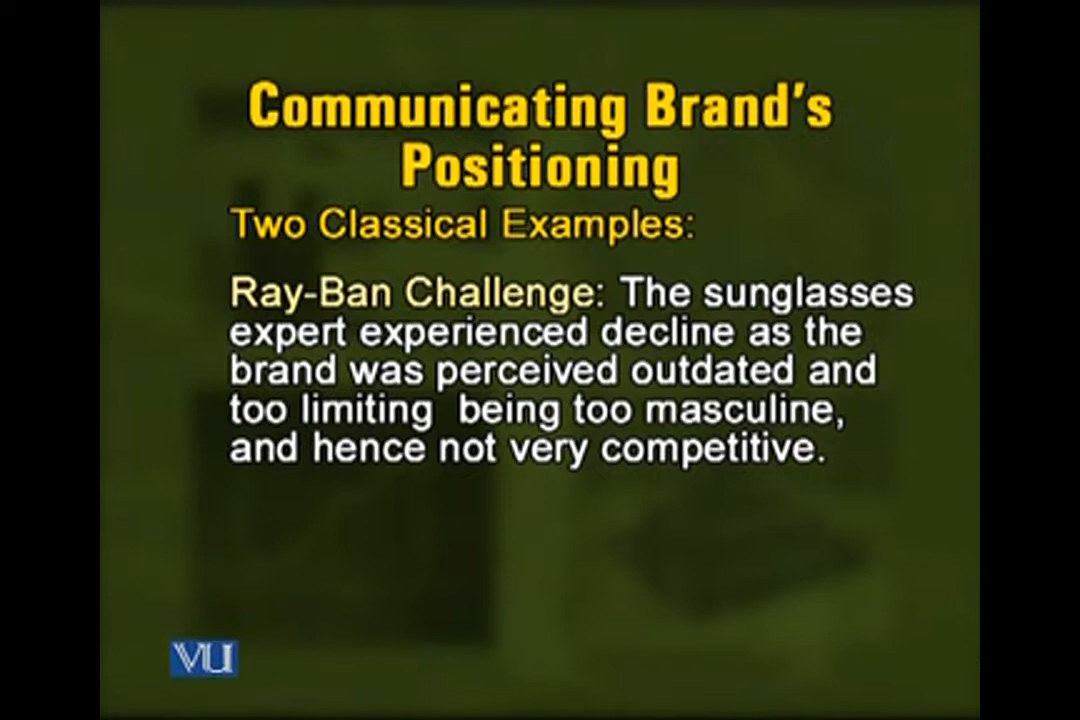 Communicating Brand's
Positioning
Two Classical Examples:
Ray-Ban Challenge: The sunglasses
expert experienced decline as the
brand was perceived outdated and
too limiting  being too masculine,
and hence not very competitive.
VU